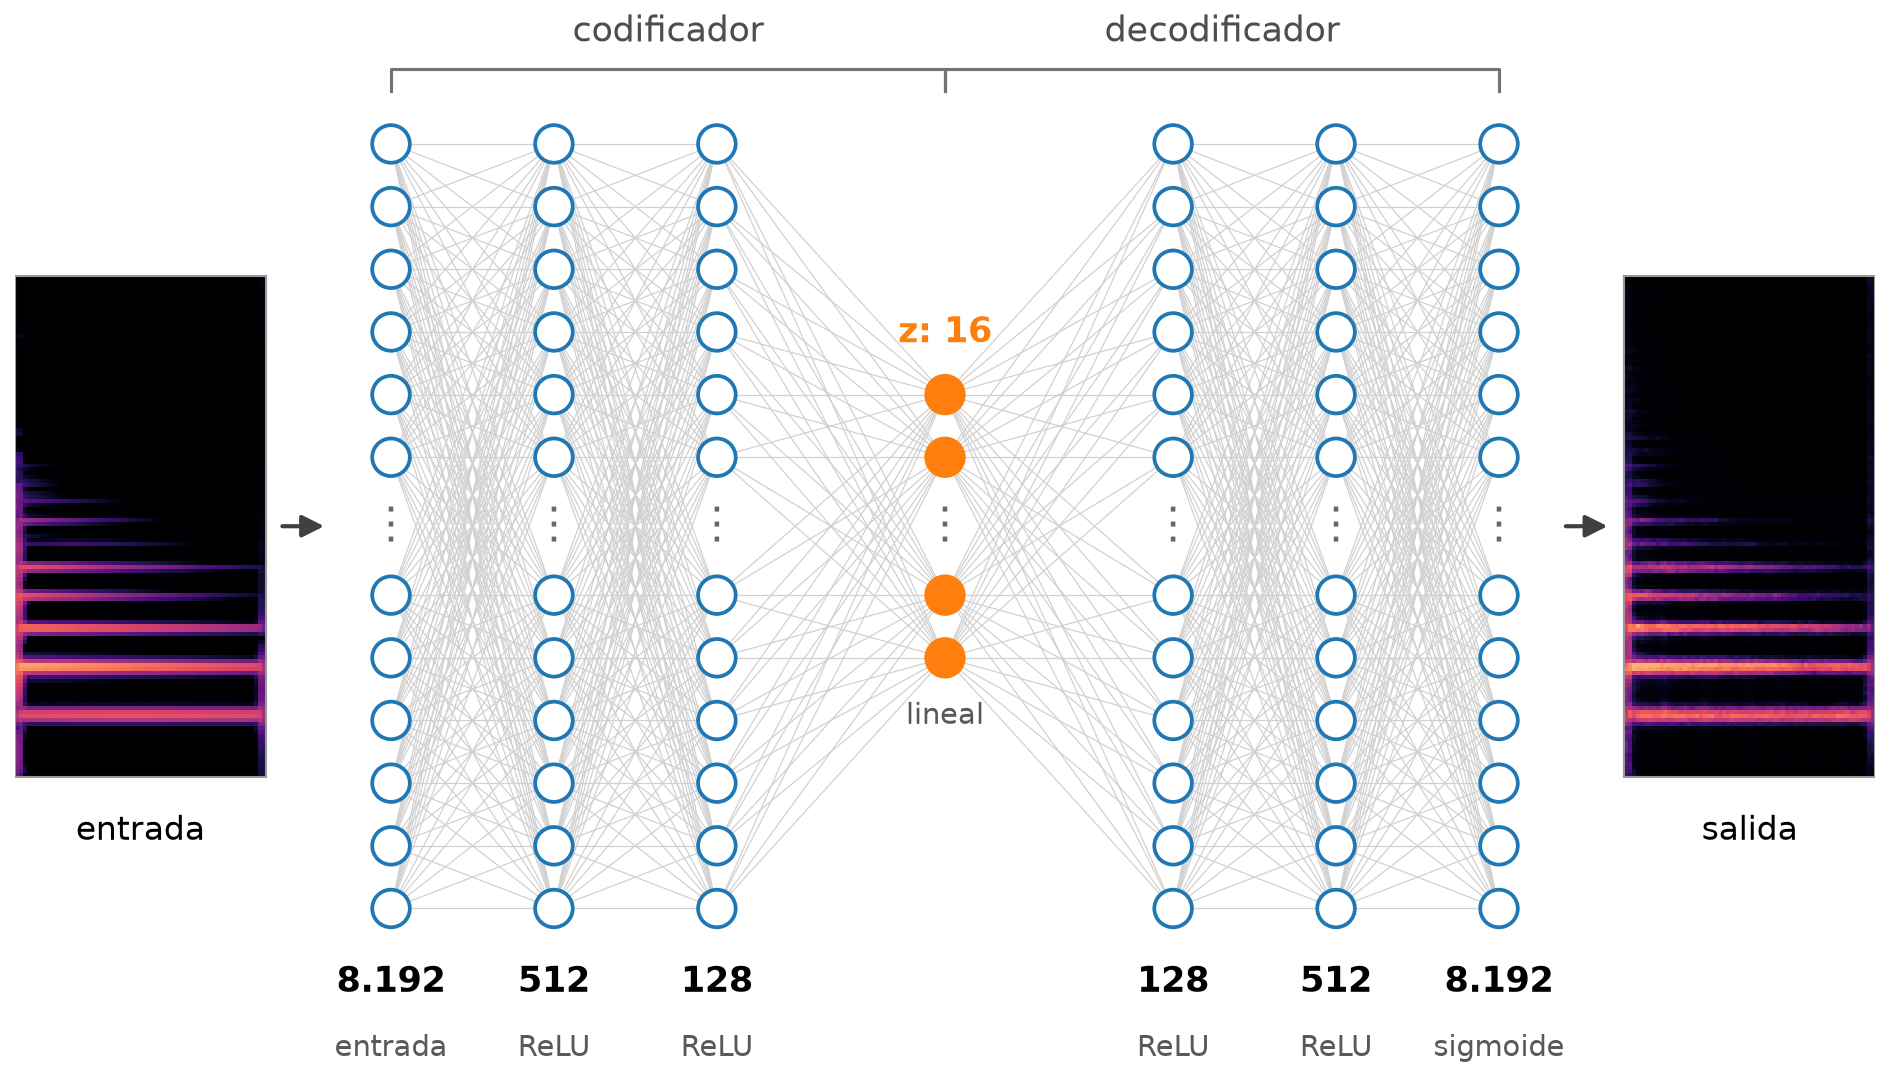 codificador
decodificador
z: 16
lineal
entrada
salida
8.192
512
128
128
512
8.192
entrada
ReLU
ReLU
ReLU
ReLU
sigmoide